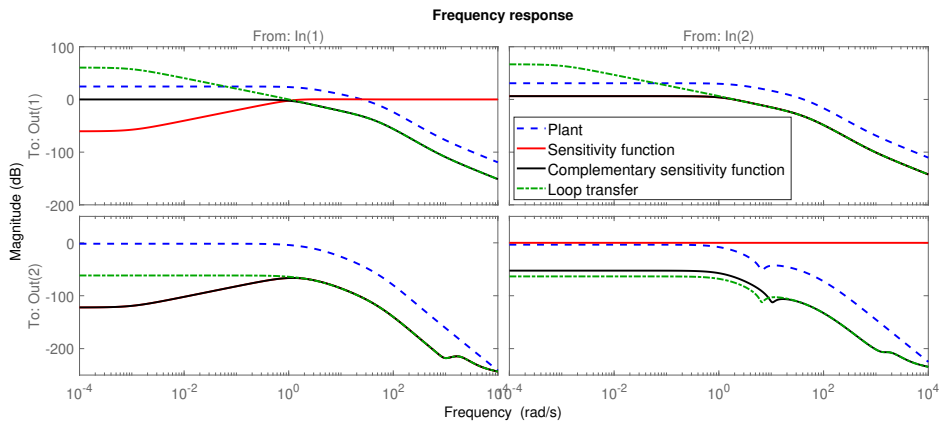 Frequency response
From: In(1)
From: In(2)
To: Out(1)
To: Out(2)
Magnitude (dB)
100
0
-100
-200
0
-100
-200
Plant
Sensitivity function
Complementary sensitivity function
Loop transfer
10^-4
10^-2
10^0
10^2
10^-4
10^-2
10^0
10^2
10^4
Frequency (rad/s)